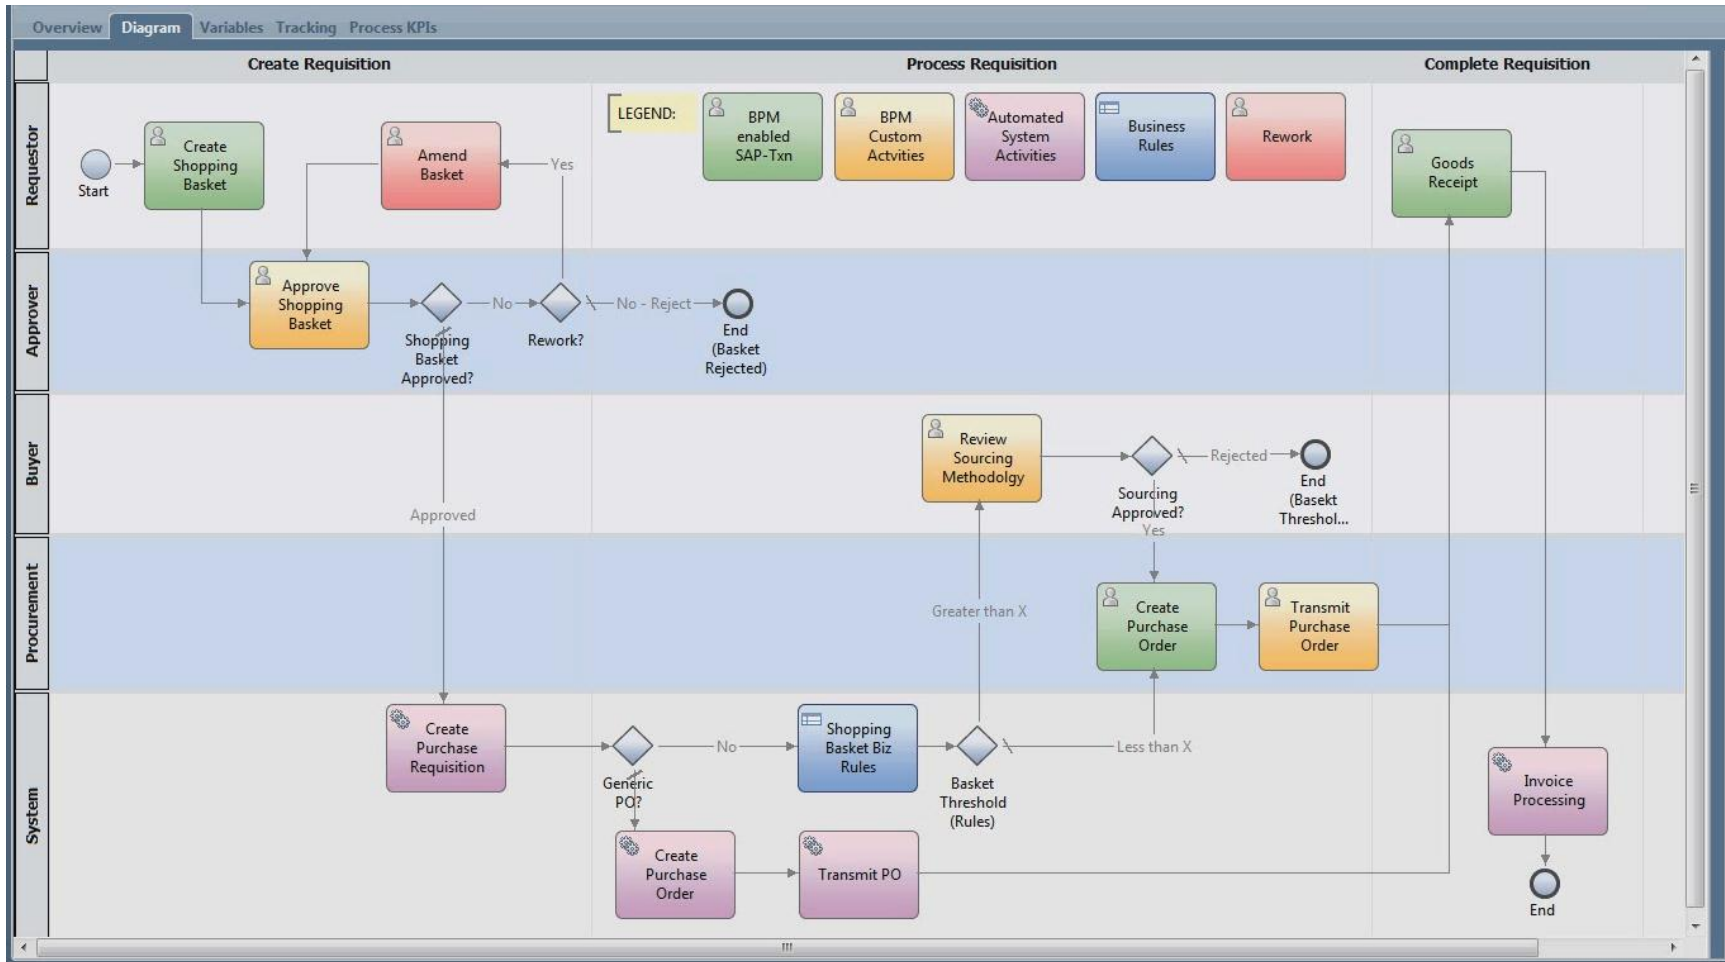 Overview Diagram Variables Tracking Process KPIs
Create Requisition
Process Requisition
Complete Requisition
Requestor
Start
Create
Shopping
Basket
Amend
Basket
Yes
LEGEND:
BPM
enabled
SAP-Txn
BPM
Custom
Actvities
Automated
System
Activities
Business
Rules
Rework
Goods
Receipt
Approver
Approve
Shopping
Basket
Shopping
Basket
Approved?
No
Rework?
No - Reject
End
(Basket
Rejected)
Buyer
Approved
Review
Sourcing
Methodolgy
Sourcing
Approved?
Yes
Rejected
End
(Basekt
Threshol...
Procurement
Greater than X
Create
Purchase
Order
Transmit
Purchase
Order
System
Create
Purchase
Requisition
Generic
PO?
No
Shopping
Basket Biz
Rules
Basket
Threshold
(Rules)
Less than X
Create
Purchase
Order
Transmit PO
Invoice
Processing
End